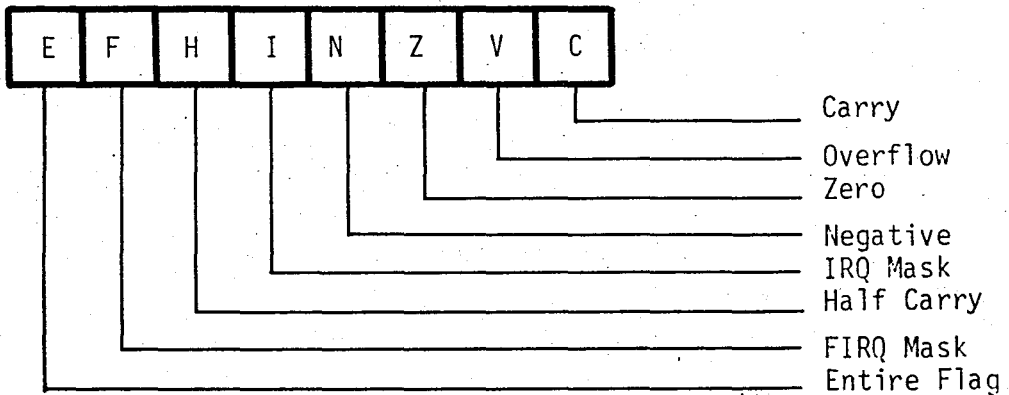 E F H I N Z V C
Carry
Overflow
Zero
Negative
IRQ Mask
Half Carry
FIRQ Mask
Entire Flag